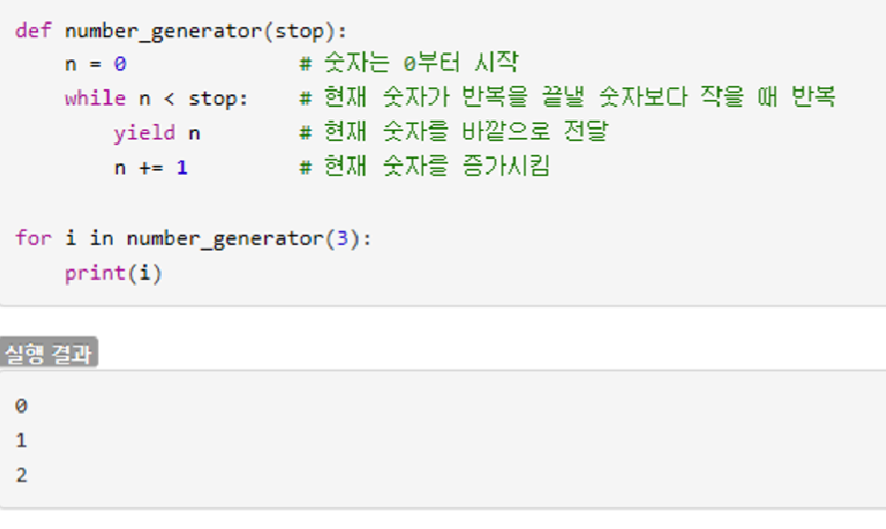 def number_generator(stop):
    n = 0              # 숫자는 0부터 시작
    while n < stop:    # 현재 숫자가 반복을 끝낼 숫자보다 작을 때 반복
        yield n        # 현재 숫자를 바깥으로 전달
        n += 1         # 현재 숫자를 증가시킴
for i in number_generator(3):
    print(i)
실행 결과
0
1
2